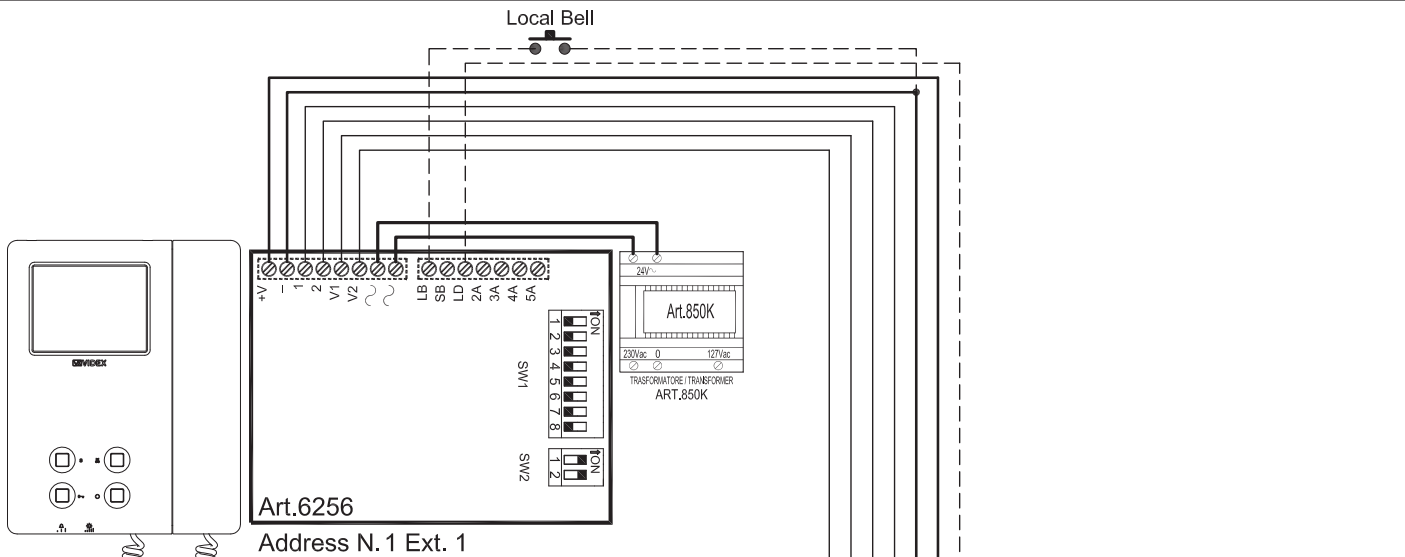 Local Bell
+V – 1 2 V1 V2 LB SB LD 2A 3A 4A 5A
24V~
Art.850K
230Vac 0 127Vac
TRASFORMATORE / TRANSFORMER
ART.850K
VIDEX
SW1
1 2 3 4 5 6 7 8
ON
SW2
1 2
ON
Art.6256
Address N. 1 Ext. 1